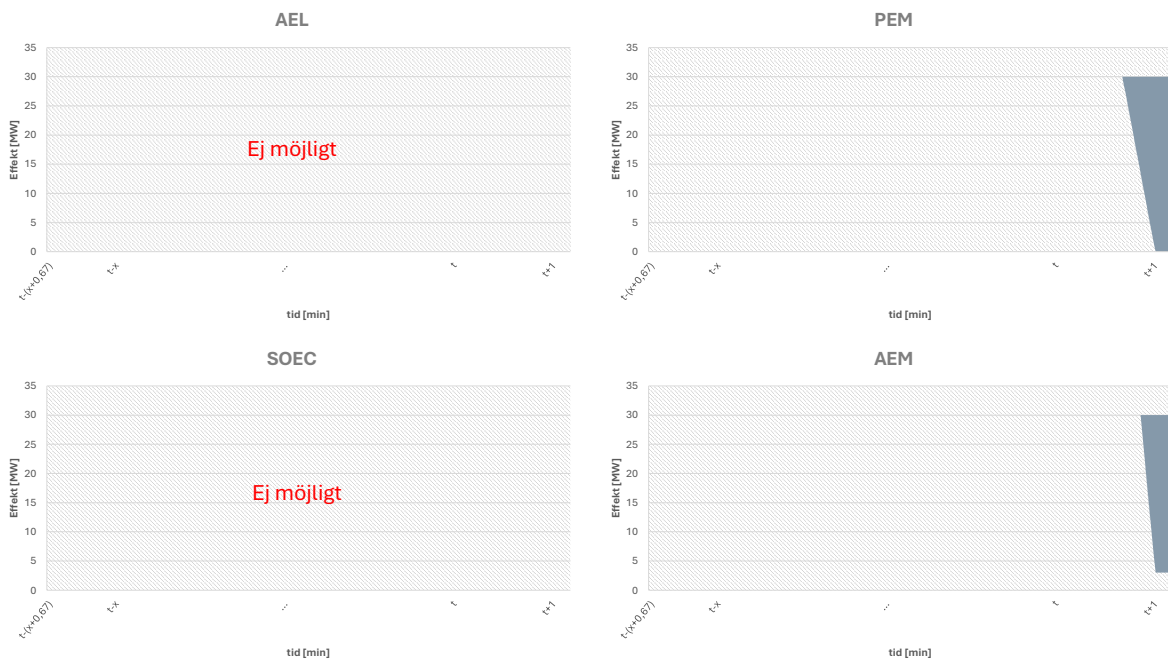 AEL
35
30
25
20
15
10
5
0
Effekt [MW]
Ej möjligt
t-(x+0,67)
t-x
...
t
t+1
tid [min]
PEM
35
30
25
20
15
10
5
0
Effekt [MW]
t-(x+0,67)
t-x
...
t
t+1
tid [min]
SOEC
35
30
25
20
15
10
5
0
Effekt [MW]
Ej möjligt
t-(x+0,67)
t-x
...
t
t+1
tid [min]
AEM
35
30
25
20
15
10
5
0
Effekt [MW]
t-(x+0,67)
t-x
...
t
t+1
tid [min]